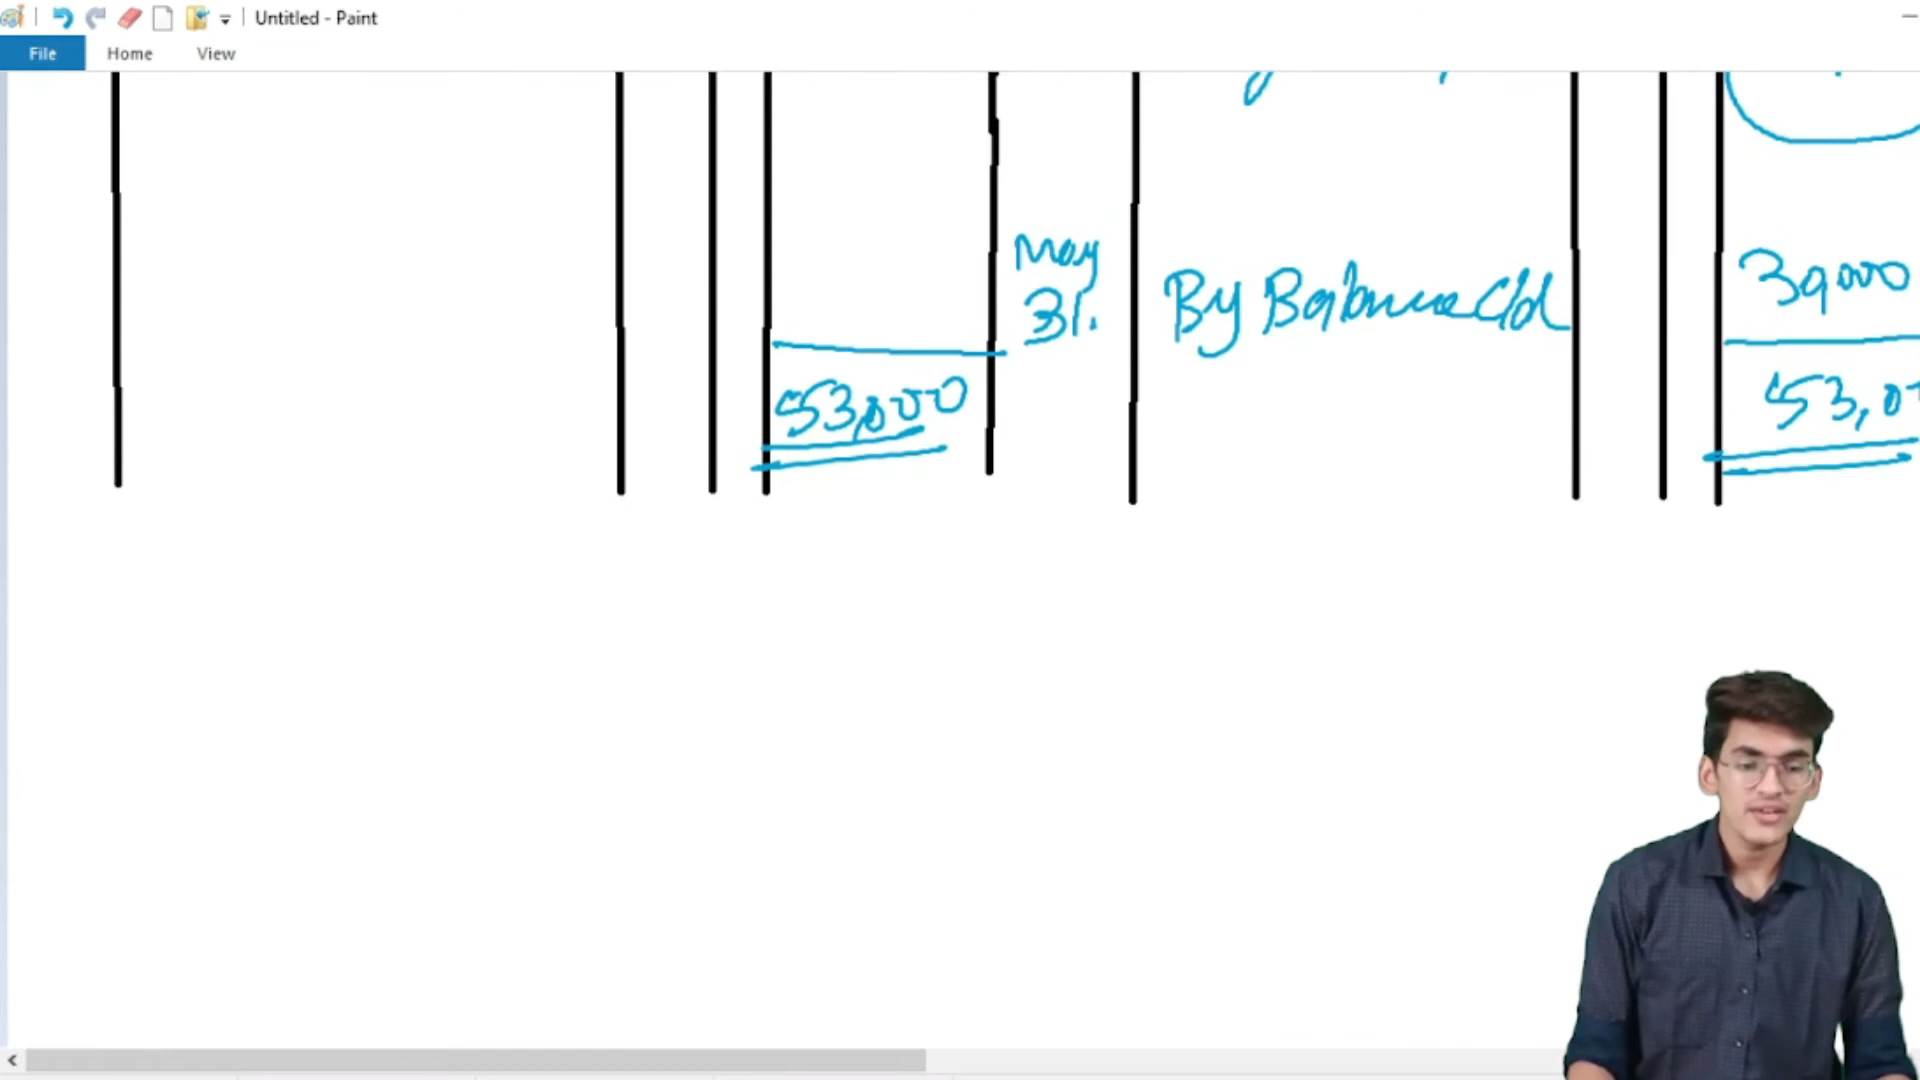 Untitled - Paint
File Home View
May
31.
By Balance C/d
39000
53,000
53,0